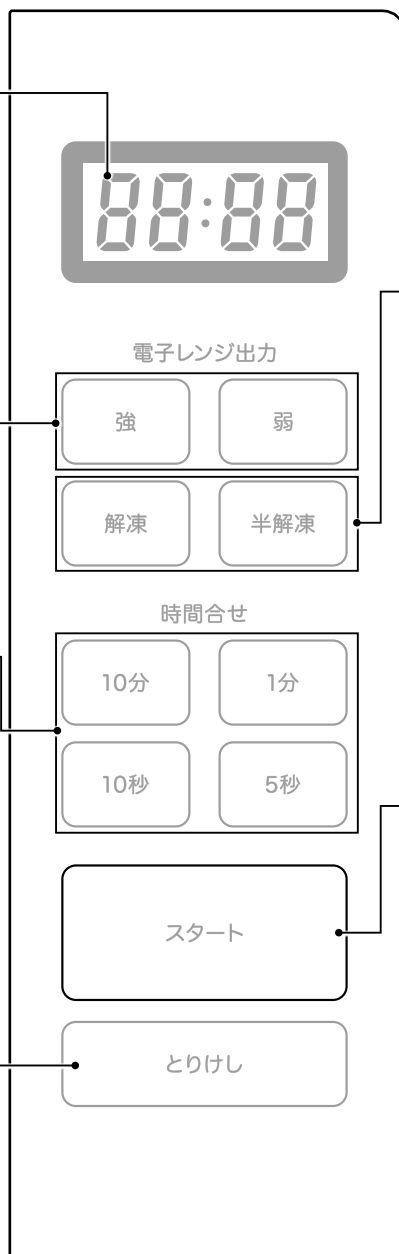 88:88
電子レンジ出力
強 弱
解凍 半解凍
時間合せ
10分 1分
10秒 5秒
スタート
とりけし